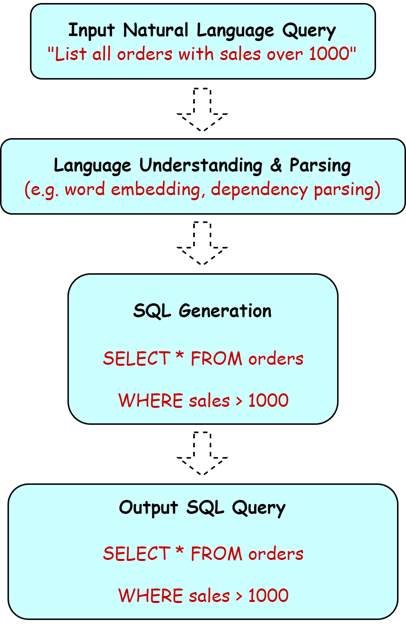 Input Natural Language Query
"List all orders with sales over 1000"
Language Understanding & Parsing
(e.g. word embedding, dependency parsing)
SQL Generation
SELECT * FROM orders
WHERE sales > 1000
Output SQL Query
SELECT * FROM orders
WHERE sales > 1000